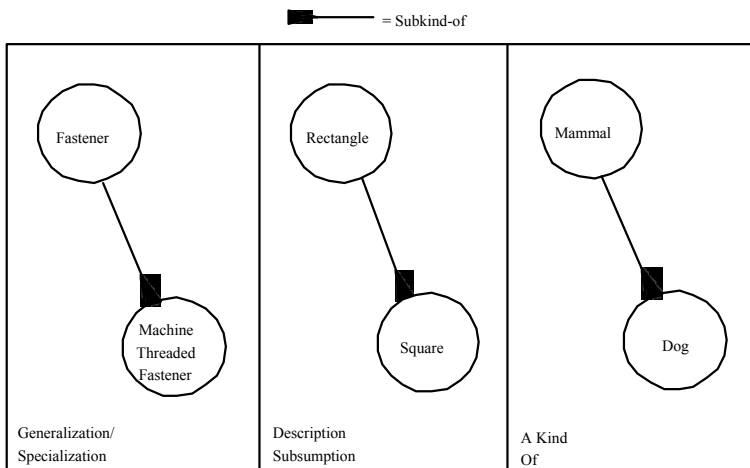 = Subkind-of
Fastener
Machine
Threaded
Fastener
Generalization/
Specialization
Rectangle
Square
Description
Subsumption
Mammal
Dog
A Kind
Of